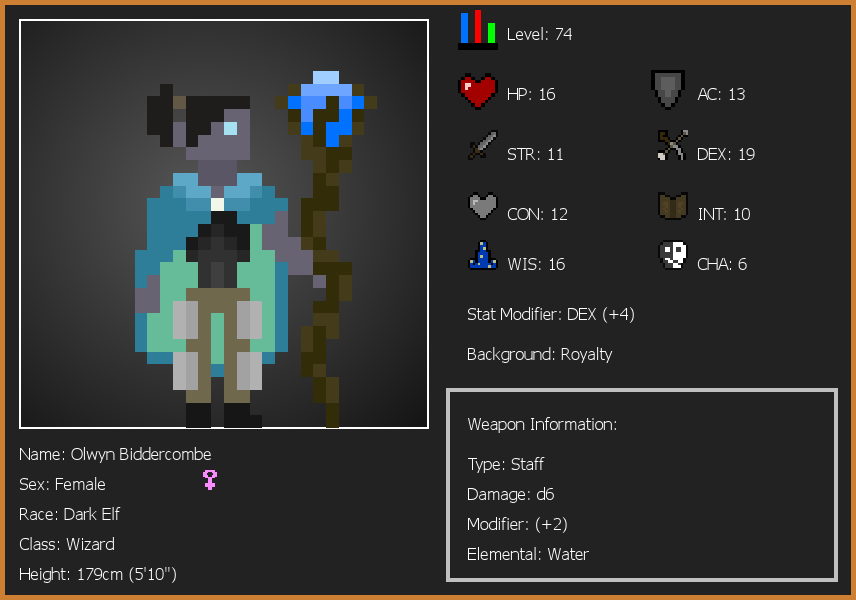 Level: 74
HP: 16
AC: 13
STR: 11
DEX: 19
CON: 12
INT: 10
WIS: 16
CHA: 6
Stat Modifier: DEX (+4)
Background: Royalty
Weapon Information:
Type: Staff
Damage: d6
Modifier: (+2)
Elemental: Water
Name: Olwyn Biddercombe
Sex: Female
Race: Dark Elf
Class: Wizard
Height: 179cm (5'10")